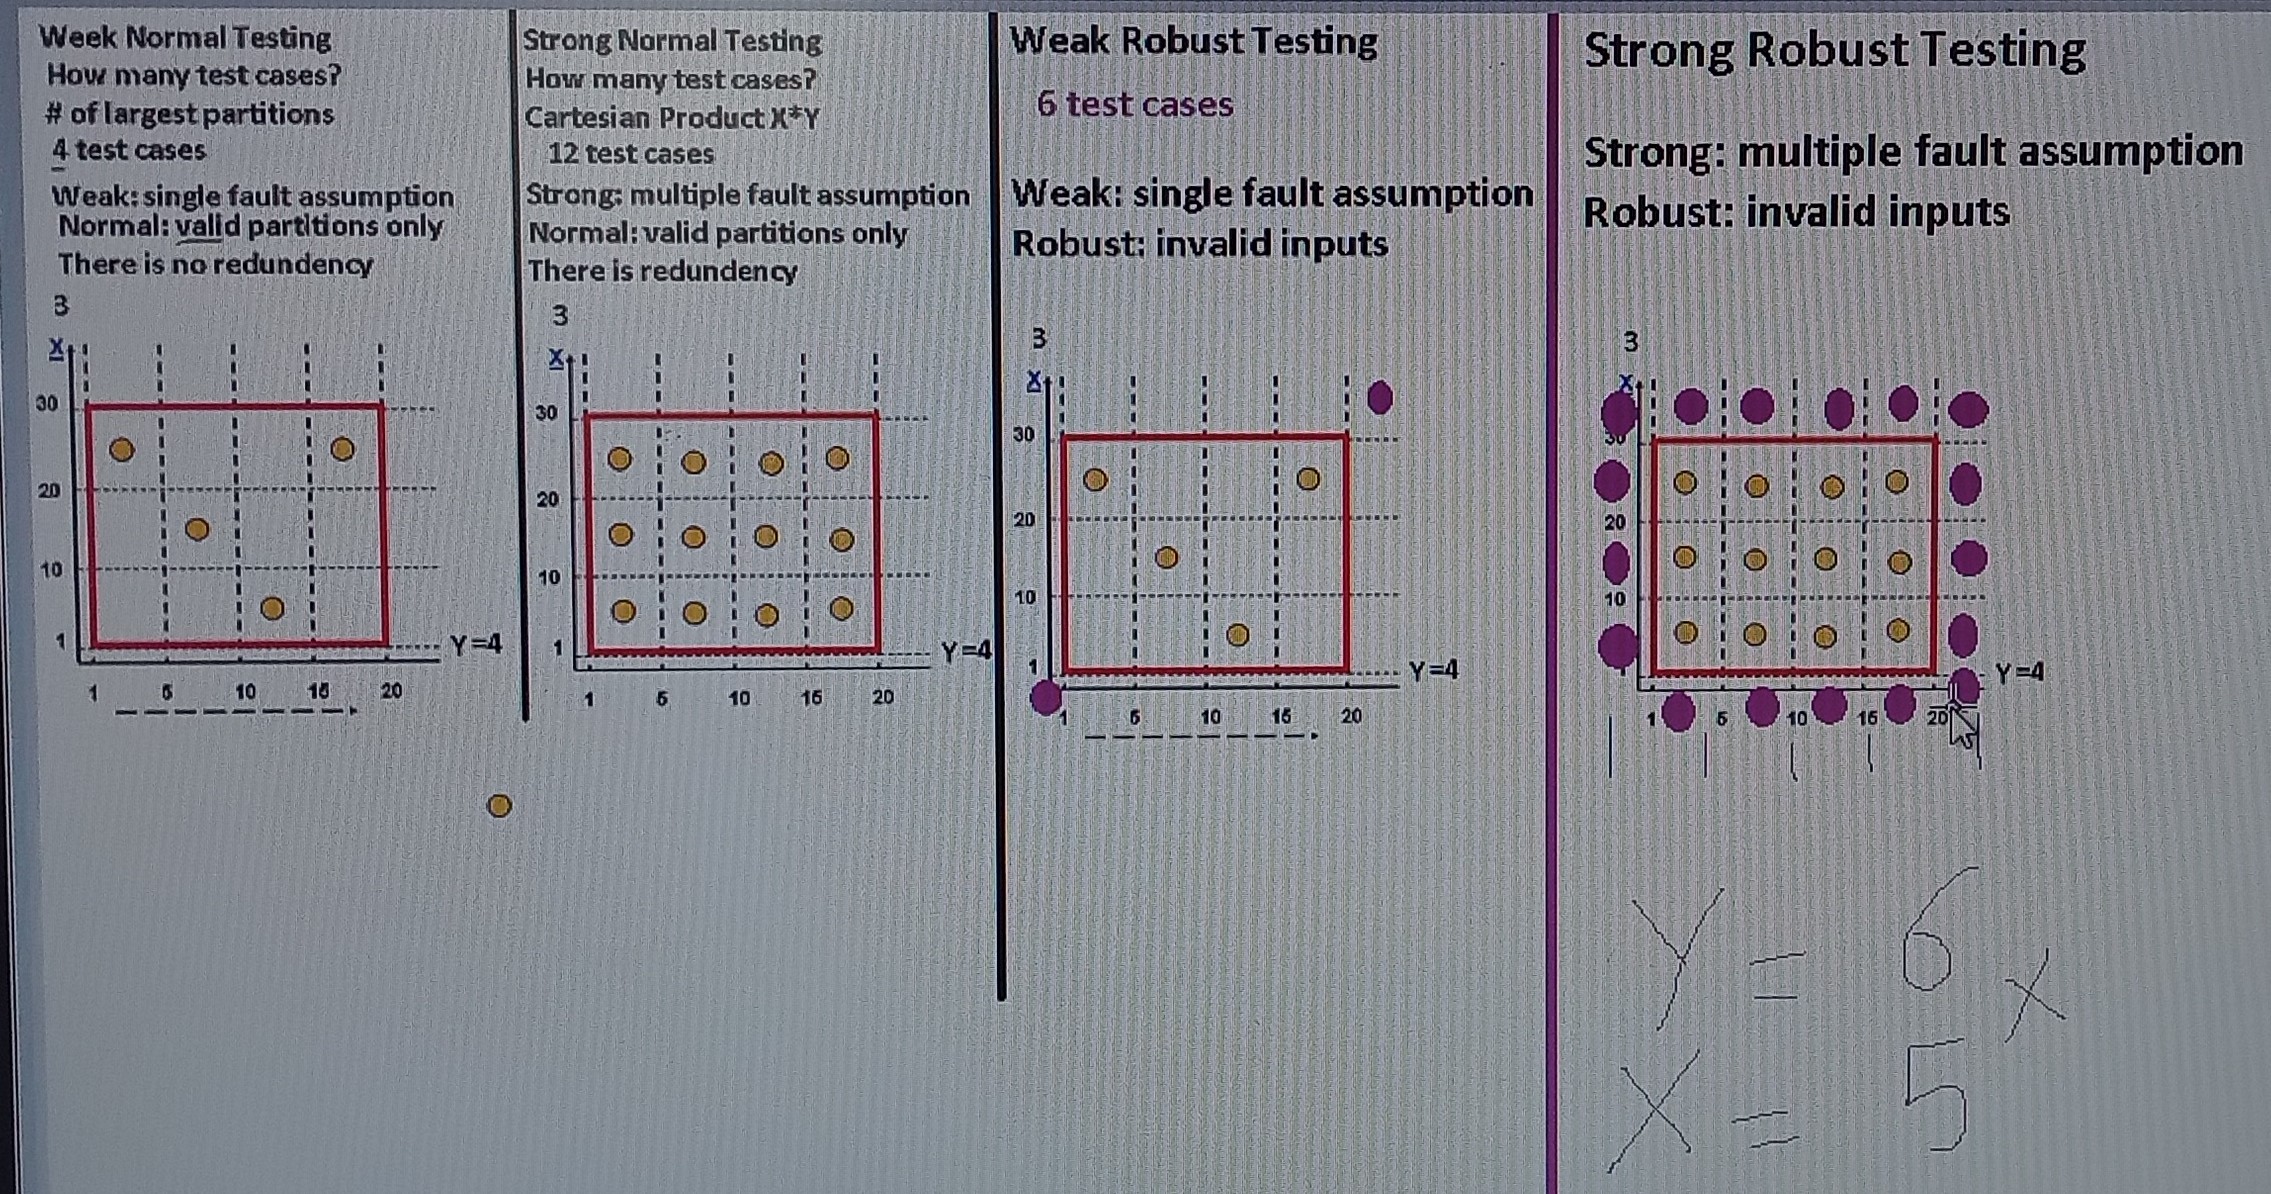 Week Normal Testing
How many test cases?
# of largest partitions
4 test cases
Weak: single fault assumption
Normal: valid partitions only
There is no redundency
3
X
30
20
10
1
Y=4
1 5 10 15 20
Strong Normal Testing
How many test cases?
Cartesian Product X*Y
12 test cases
Strong: multiple fault assumption
Normal: valid partitions only
There is redundency
3
X
30
20
10
1
Y=4
1 5 10 15 20
Weak Robust Testing
6 test cases
Weak: single fault assumption
Robust: invalid inputs
3
X
30
20
10
1
Y=4
1 5 10 15 20
Strong Robust Testing
Strong: multiple fault assumption
Robust: invalid inputs
3
X
30
20
10
Y=4
1 5 10 15 20
Y = 6 x
X = 5